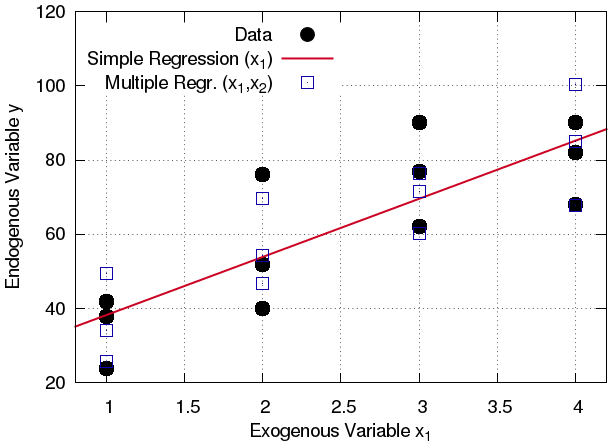 120
100
80
60
40
20
Endogenous Variable y
Data
Simple Regression (x₁)
Multiple Regr. (x₁,x₂)
1 1.5 2 2.5 3 3.5 4
Exogenous Variable x₁